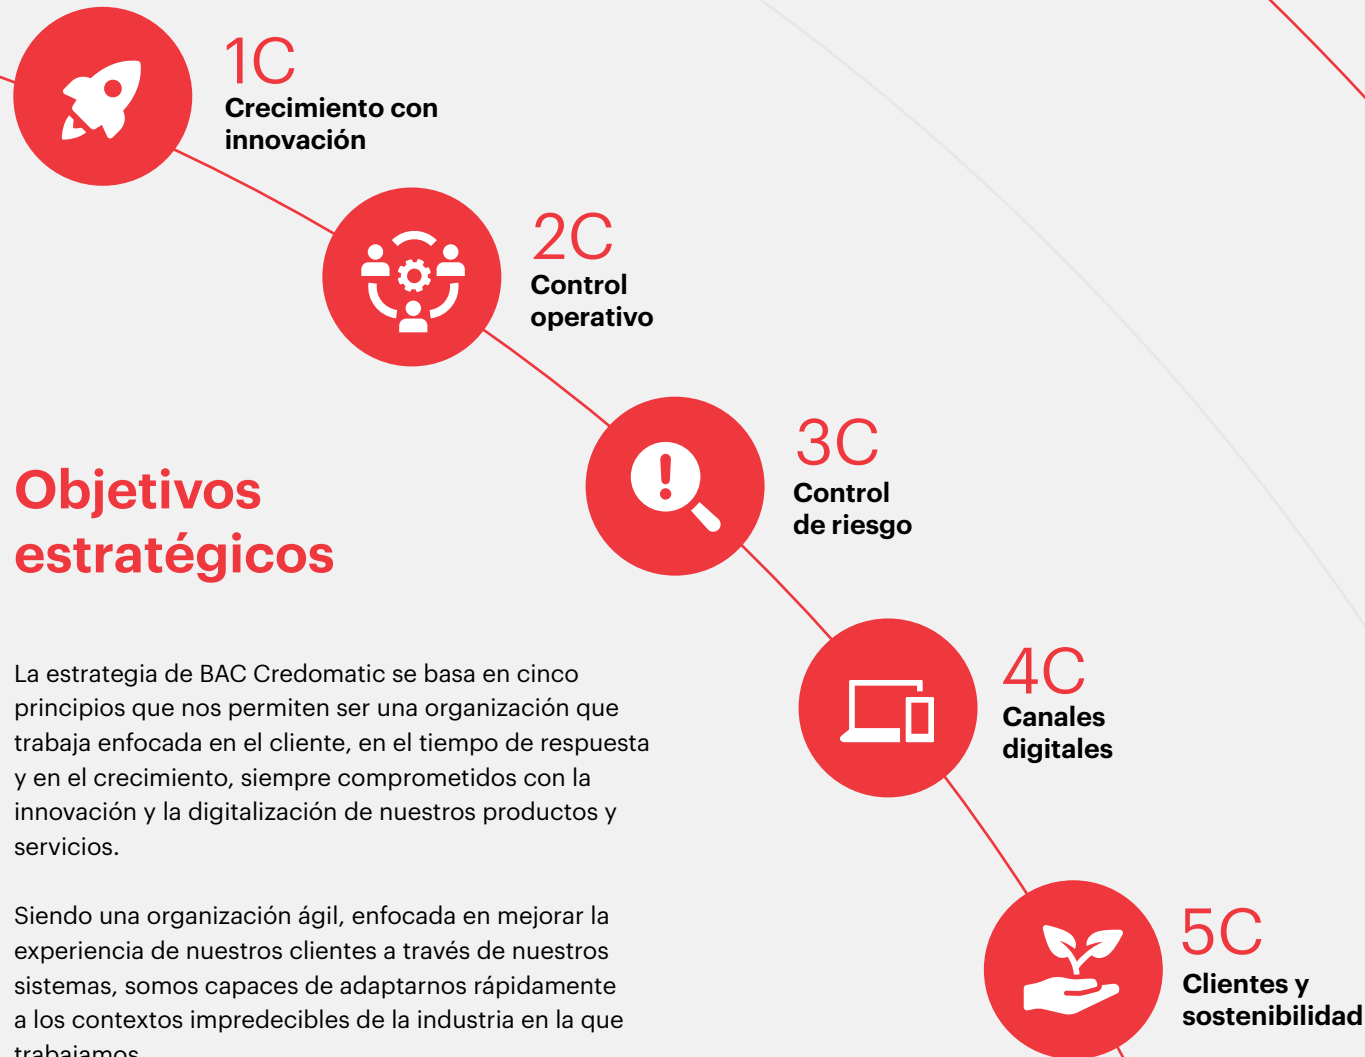 1C
Crecimiento con
innovación
2C
Control
operativo
3C
Control
de riesgo
Objetivos
estratégicos
La estrategia de BAC Credomatic se basa en cinco
principios que nos permiten ser una organización que
trabaja enfocada en el cliente, en el tiempo de respuesta
y en el crecimiento, siempre comprometidos con la
innovación y la digitalización de nuestros productos y
servicios.
Siendo una organización ágil, enfocada en mejorar la
experiencia de nuestros clientes a través de nuestros
sistemas, somos capaces de adaptarnos rápidamente
a los contextos impredecibles de la industria en la que
trabajamos.
4C
Canales
digitales
5C
Clientes y
sostenibilidad